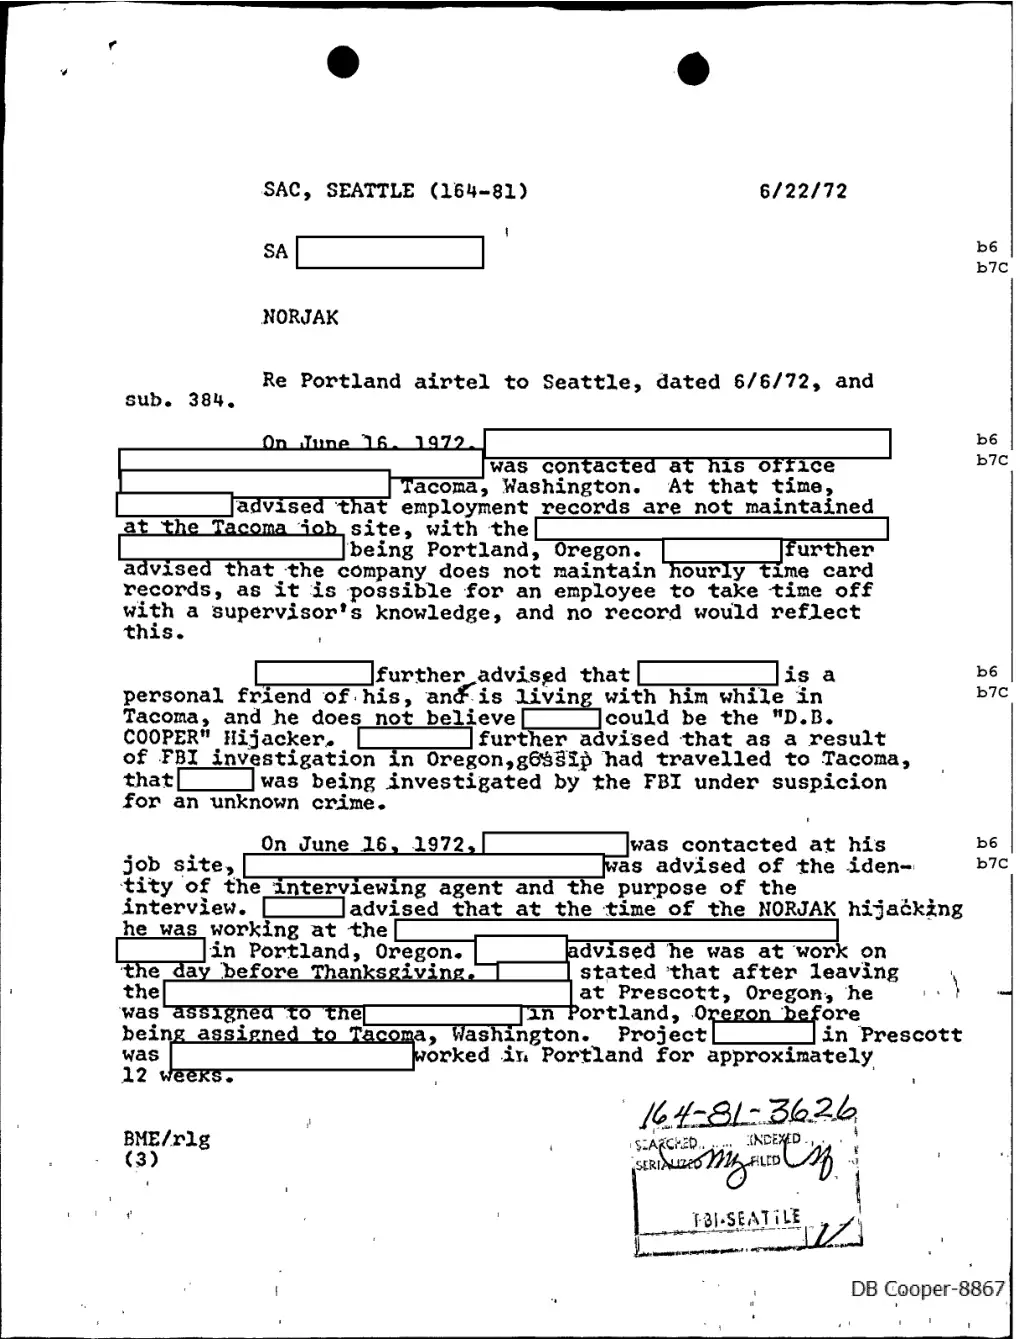 SAC, SEATTLE (164-81) 6/22/72
SA b6
b7C
NORJAK
Re Portland airtel to Seattle, dated 6/6/72, and
sub. 384.
On June 16, 1972, b6
was contacted at his office b7C
Tacoma, Washington. At that time,
advised that employment records are not maintained
at the Tacoma job site, with the
being Portland, Oregon. further
advised that the company does not maintain hourly time card
records, as it is possible for an employee to take time off
with a supervisor's knowledge, and no record would reflect
this.
further advised that is a b6
personal friend of his, and is living with him while in b7C
Tacoma, and he does not believe could be the "D.B.
COOPER" Hijacker. further advised that as a result
of FBI investigation in Oregon, gossip had travelled to Tacoma,
that was being investigated by the FBI under suspicion
for an unknown crime.
On June 16, 1972, was contacted at his b6
job site, was advised of the iden- b7C
tity of the interviewing agent and the purpose of the
interview. advised that at the time of the NORJAK hijacking
he was working at the
in Portland, Oregon. advised he was at work on
the day before Thanksgiving. stated that after leaving
the at Prescott, Oregon, he
was assigned to the in Portland, Oregon before
being assigned to Tacoma, Washington. Project in Prescott
was worked in Portland for approximately
12 weeks.
164-81-3626
BME/rlg
(3)
SEARCHED INDEXED
SERIALIZED FILED
FBI-SEATTLE
DB Cooper-8867